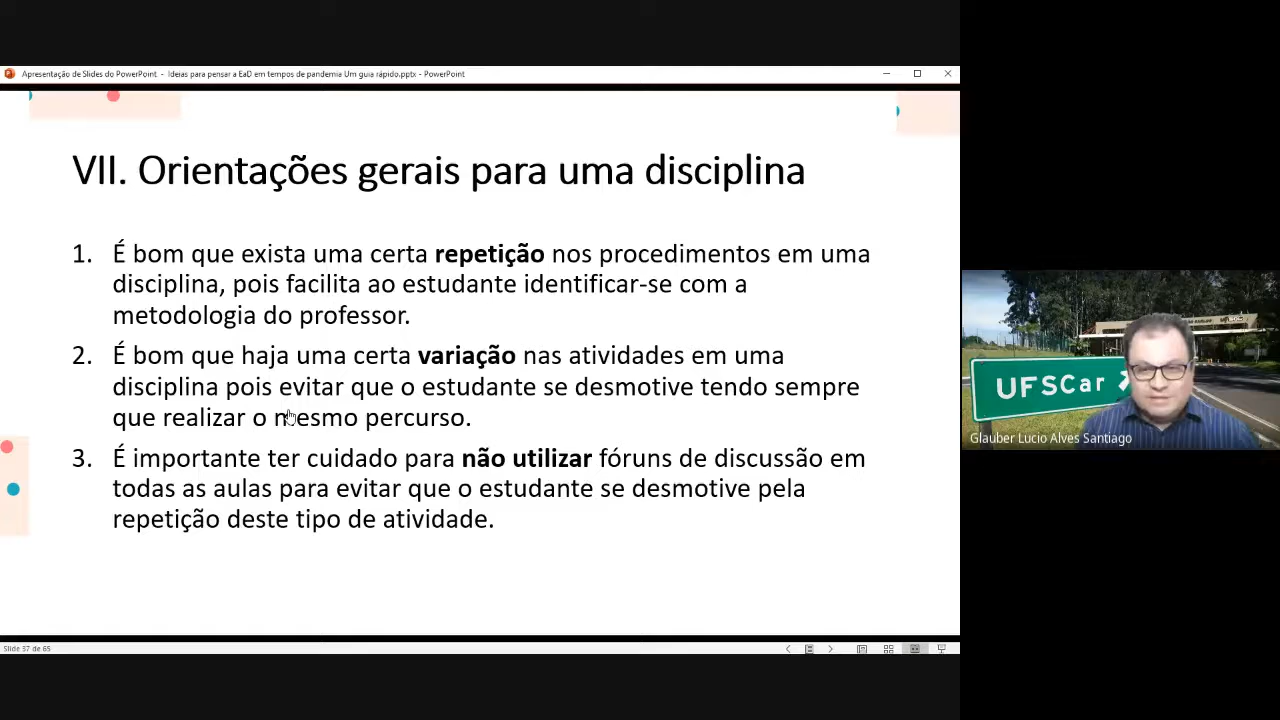 Apresentação de Slides do PowerPoint - Ideias para pensar a EaD em tempos de pandemia Um guia rápido.pptx - PowerPoint
VII. Orientações gerais para uma disciplina
1. É bom que exista uma certa repetição nos procedimentos em uma
disciplina, pois facilita ao estudante identificar-se com a
metodologia do professor.
2. É bom que haja uma certa variação nas atividades em uma
disciplina pois evitar que o estudante se desmotive tendo sempre
que realizar o mesmo percurso.
3. É importante ter cuidado para não utilizar fóruns de discussão em
todas as aulas para evitar que o estudante se desmotive pela
repetição deste tipo de atividade.
Slide 37 de 65
UFSCar
Glauber Lucio Alves Santiago